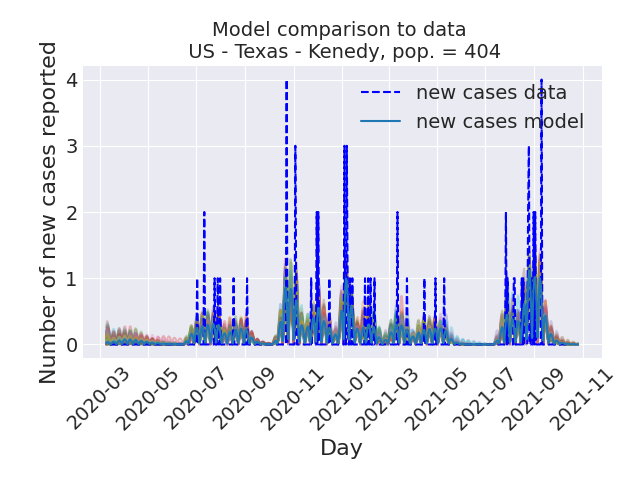 Model comparison to data
US - Texas - Kenedy, pop. = 404
Number of new cases reported
4
3
2
1
0
new cases data
new cases model
2020-03
2020-05
2020-07
2020-09
2020-11
2021-01
2021-03
2021-05
2021-07
2021-09
2021-11
Day